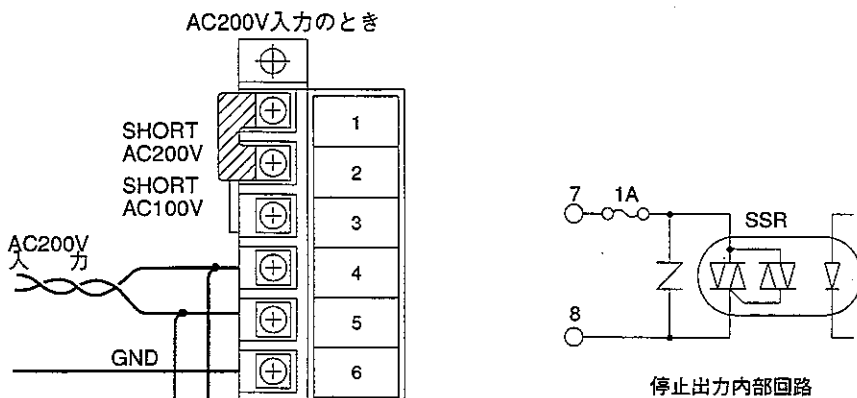 AC200V入力のとき
SHORT
AC200V
SHORT
AC100V
AC200V
入 力
GND
1
2
3
4
5
6
7
1A
SSR
8
停止出力内部回路